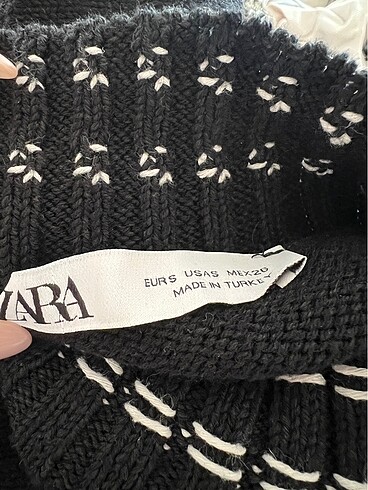 ZARA
EUR S USA S MEX 26
MADE IN TURKEY